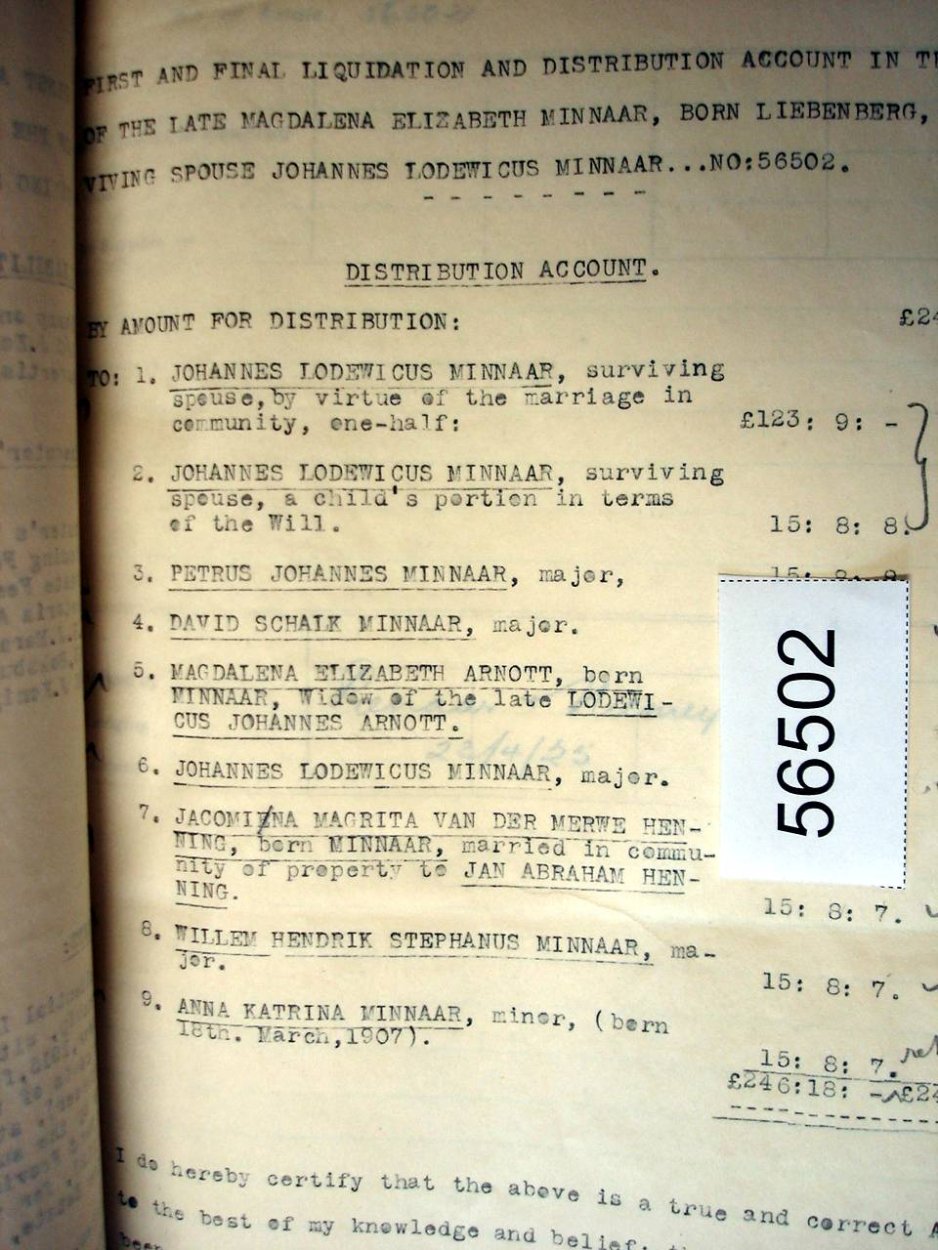 FIRST AND FINAL LIQUIDATION AND DISTRIBUTION ACCOUNT IN
OF THE LATE MAGDALENA ELIZABETH MINNAAR, BORN LIEBENBERG,
VIVING SPOUSE JOHANNES LODEWICUS MINNAAR...NO:56502.
- - - - - - - -
DISTRIBUTION ACCOUNT.
BY AMOUNT FOR DISTRIBUTION: £24
TO: 1. JOHANNES LODEWICUS MINNAAR, surviving
spouse,by virtue of the marriage in
community, one-half: £123: 9: -
2. JOHANNES LODEWICUS MINNAAR, surviving
spouse, a child's portion in terms
of the Will. 15: 8: 8.
3. PETRUS JOHANNES MINNAAR, major,
4. DAVID SCHALK MINNAAR, major.
5. MAGDALENA ELIZABETH ARNOTT, born
MINNAAR, Widow of the late LODEWI-
CUS JOHANNES ARNOTT.
6. JOHANNES LODEWICUS MINNAAR, major.
7. JACOMINA MAGRITA VAN DER MERWE HEN-
NING, born MINNAAR, married in commu-
nity of property to JAN ABRAHAM HEN-
NING. 15: 8: 7.
8. WILLEM HENDRIK STEPHANUS MINNAAR, ma-
jor. 15: 8: 7.
9. ANNA KATRINA MINNAAR, minor, (born
18th. March,1907). 15: 8: 7.
£246:18: - £24
56502
I do hereby certify that the above is a true and correct
to the best of my knowledge and belief,
been